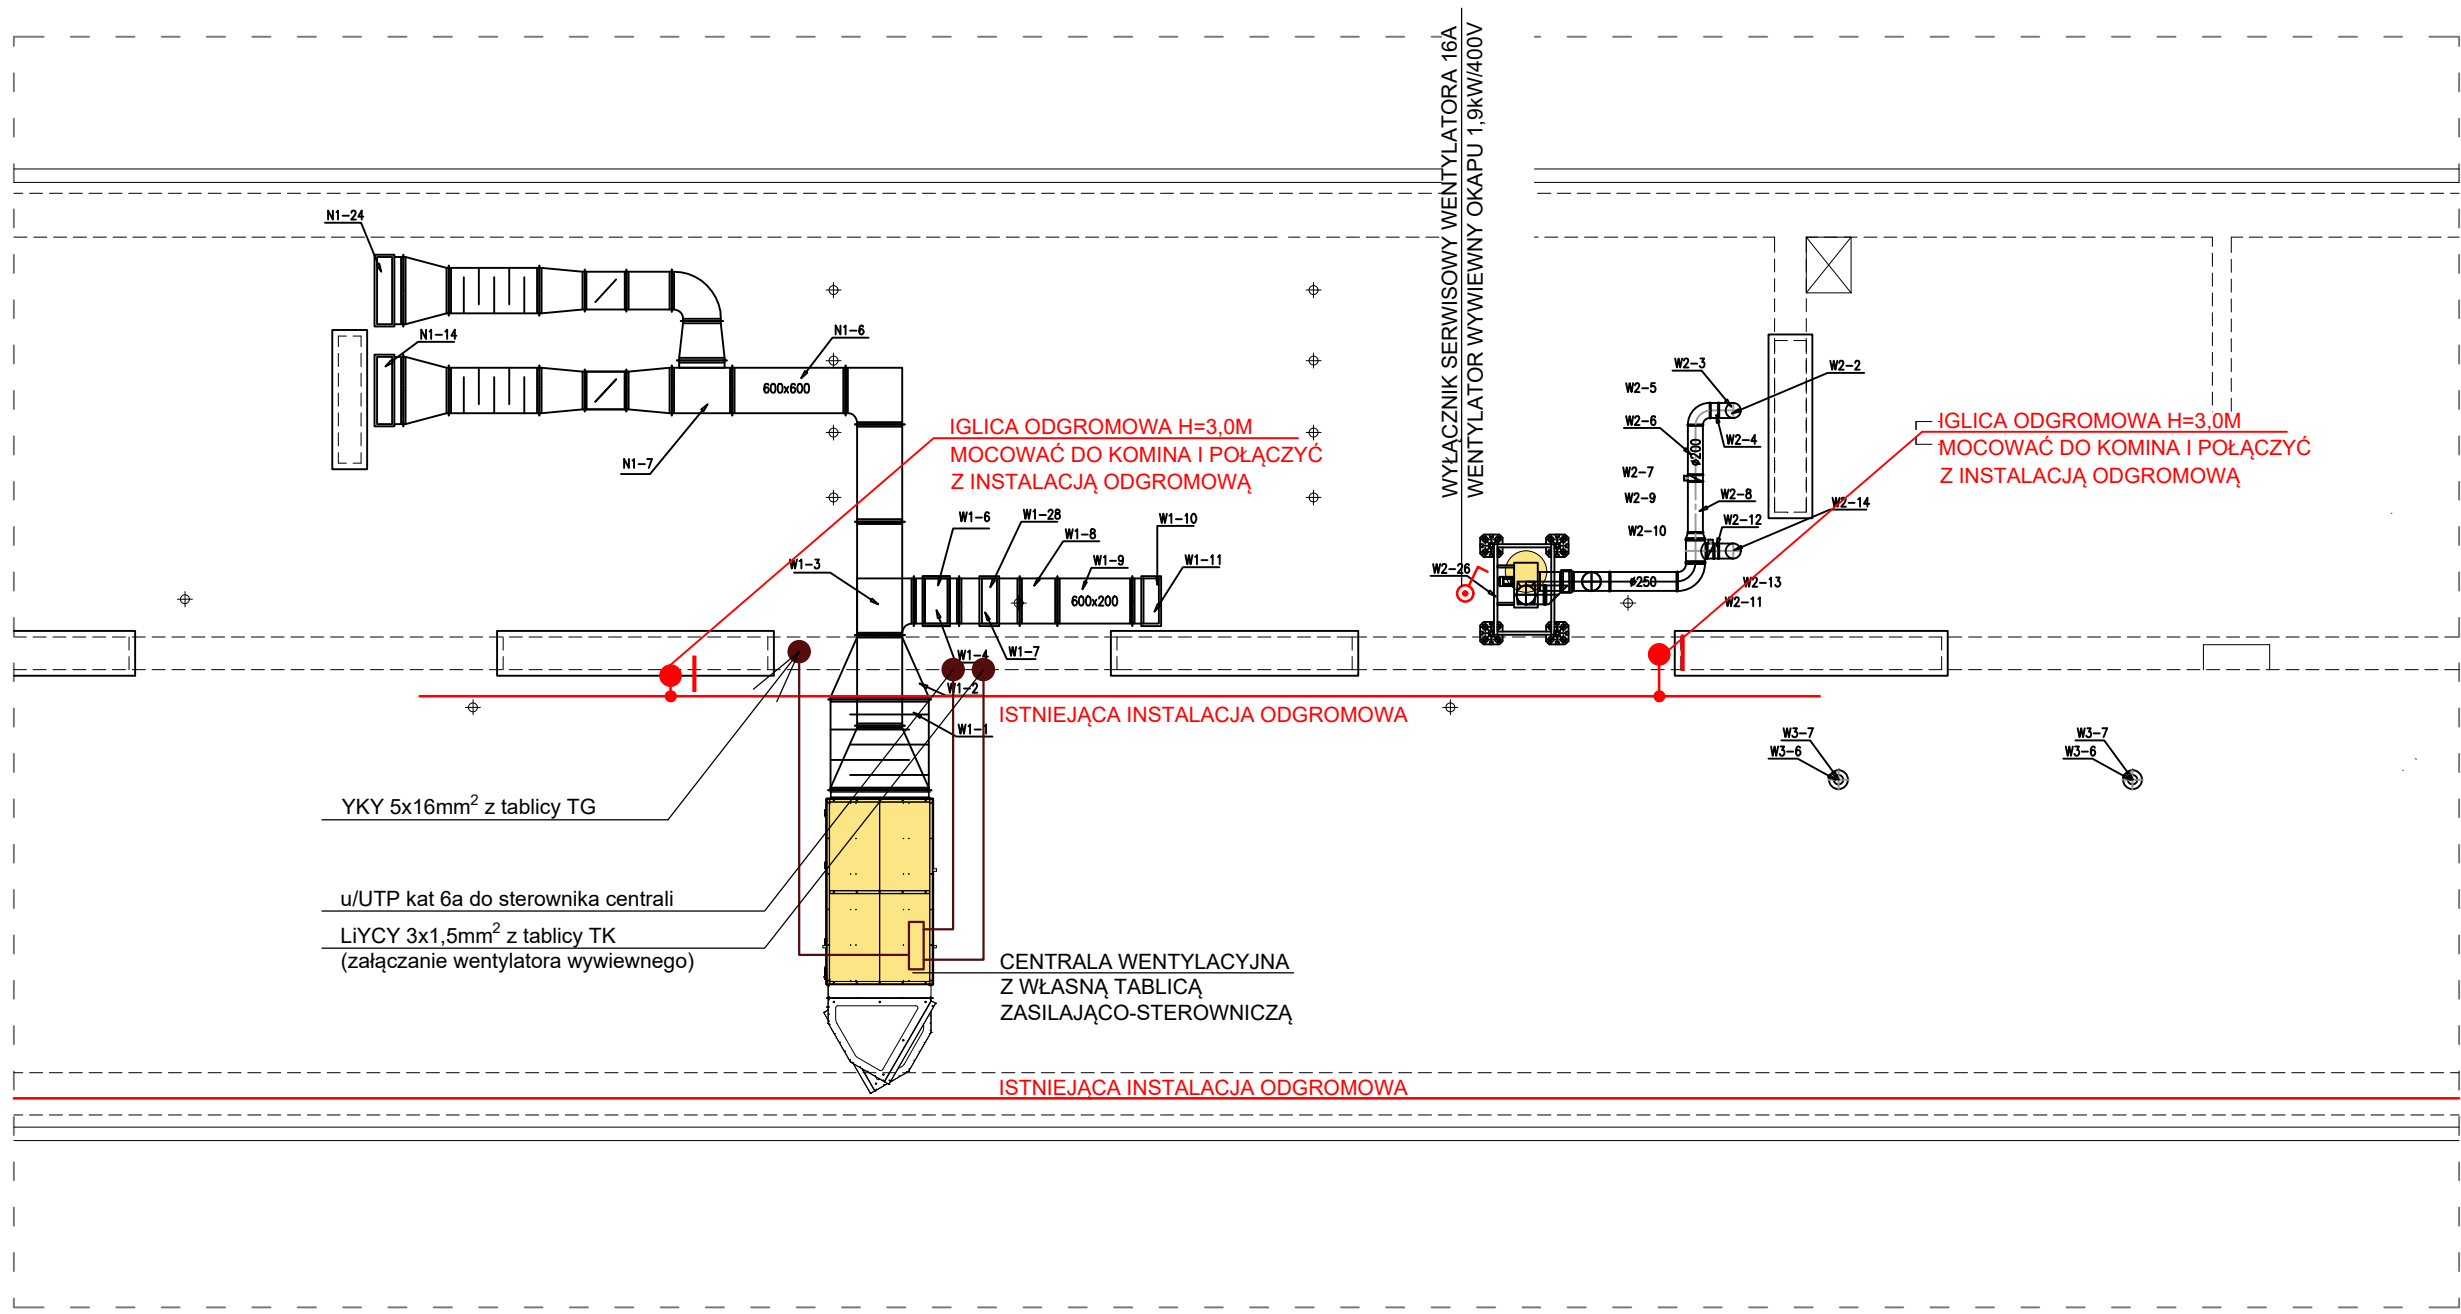 WYŁĄCZNIK SERWISOWY WENTYLATORA 16A
WENTYLATOR WYWIEWNY OKAPU 1,9kW/400V
N1-24
N1-14
N1-6
600x600
N1-7
IGLICA ODGROMOWA H=3,0M
MOCOWAĆ DO KOMINA I POŁĄCZYĆ
Z INSTALACJĄ ODGROMOWĄ
W2-3
W2-2
W2-5
W2-6
W2-4
ø200
W2-7
W2-9
W2-8
W2-14
W2-12
W2-10
IGLICA ODGROMOWA H=3,0M
MOCOWAĆ DO KOMINA I POŁĄCZYĆ
Z INSTALACJĄ ODGROMOWĄ
W1-6
W1-28
W1-8
W1-10
W1-3
W1-9
W1-11
600x200
W2-26
ø250
W2-13
W2-11
W1-4
W1-7
W1-2
W1-1
ISTNIEJĄCA INSTALACJA ODGROMOWA
W3-7
W3-6
W3-7
W3-6
YKY 5x16mm² z tablicy TG
u/UTP kat 6a do sterownika centrali
LiYCY 3x1,5mm² z tablicy TK
(załączanie wentylatora wywiewnego)
CENTRALA WENTYLACYJNA
Z WŁASNĄ TABLICĄ
ZASILAJĄCO-STEROWNICZĄ
ISTNIEJĄCA INSTALACJA ODGROMOWA